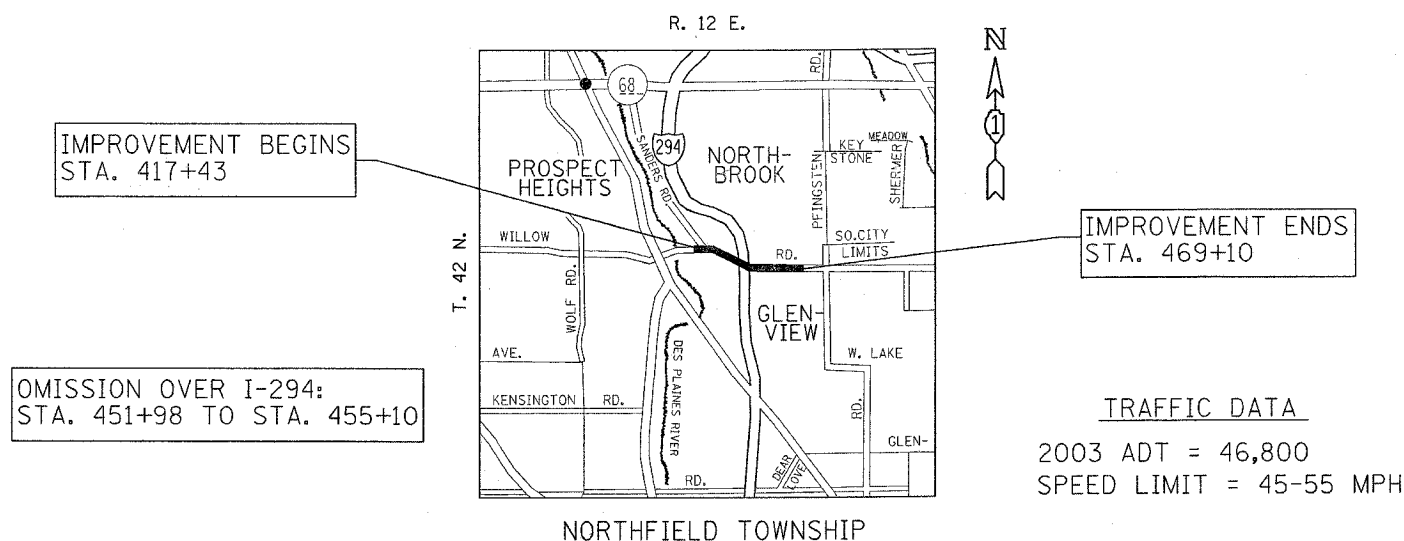 R. 12 E.
N
1
68
294
IMPROVEMENT BEGINS
STA. 417+43
PROSPECT
HEIGHTS
SANDERS RD.
NORTH-
BROOK
RD.
PFINGSTEN
KEY
STONE
MEADOW
SHERMER
IMPROVEMENT ENDS
STA. 469+10
T. 42 N.
WILLOW
RD.
SO.CITY
LIMITS
WOLF RD.
GLEN-
VIEW
AVE.
W. LAKE
RD.
DES PLAINES RIVER
KENSINGTON RD.
OMISSION OVER I-294:
STA. 451+98 TO STA. 455+10
GLEN-
DEAR
LOVE
RD.
TRAFFIC DATA
2003 ADT = 46,800
SPEED LIMIT = 45-55 MPH
NORTHFIELD TOWNSHIP